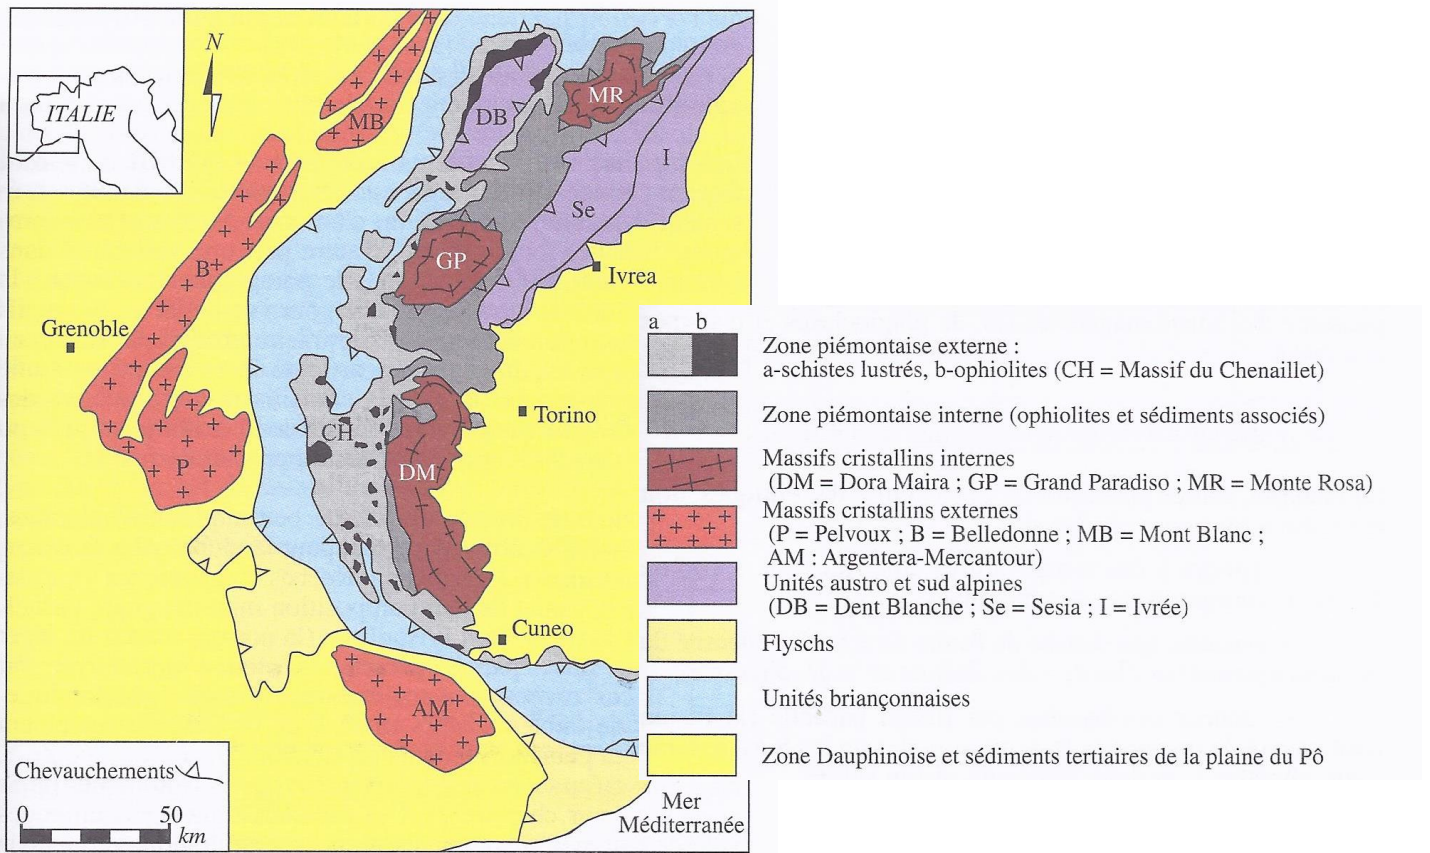 ITALIE
N
MB
DB
MR
I
Se
B
GP
Ivrea
Grenoble
Torino
CH
P
DM
Cuneo
AM
Chevauchements
0 50
km
Mer
Méditerranée
a b
Zone piémontaise externe :
a-schistes lustrés, b-ophiolites (CH = Massif du Chenaillet)
Zone piémontaise interne (ophiolites et sédiments associés)
Massifs cristallins internes
(DM = Dora Maira ; GP = Grand Paradiso ; MR = Monte Rosa)
Massifs cristallins externes
(P = Pelvoux ; B = Belledonne ; MB = Mont Blanc ;
AM : Argentera-Mercantour)
Unités austro et sud alpines
(DB = Dent Blanche ; Se = Sesia ; I = Ivrée)
Flyschs
Unités briançonnaises
Zone Dauphinoise et sédiments tertiaires de la plaine du Pô